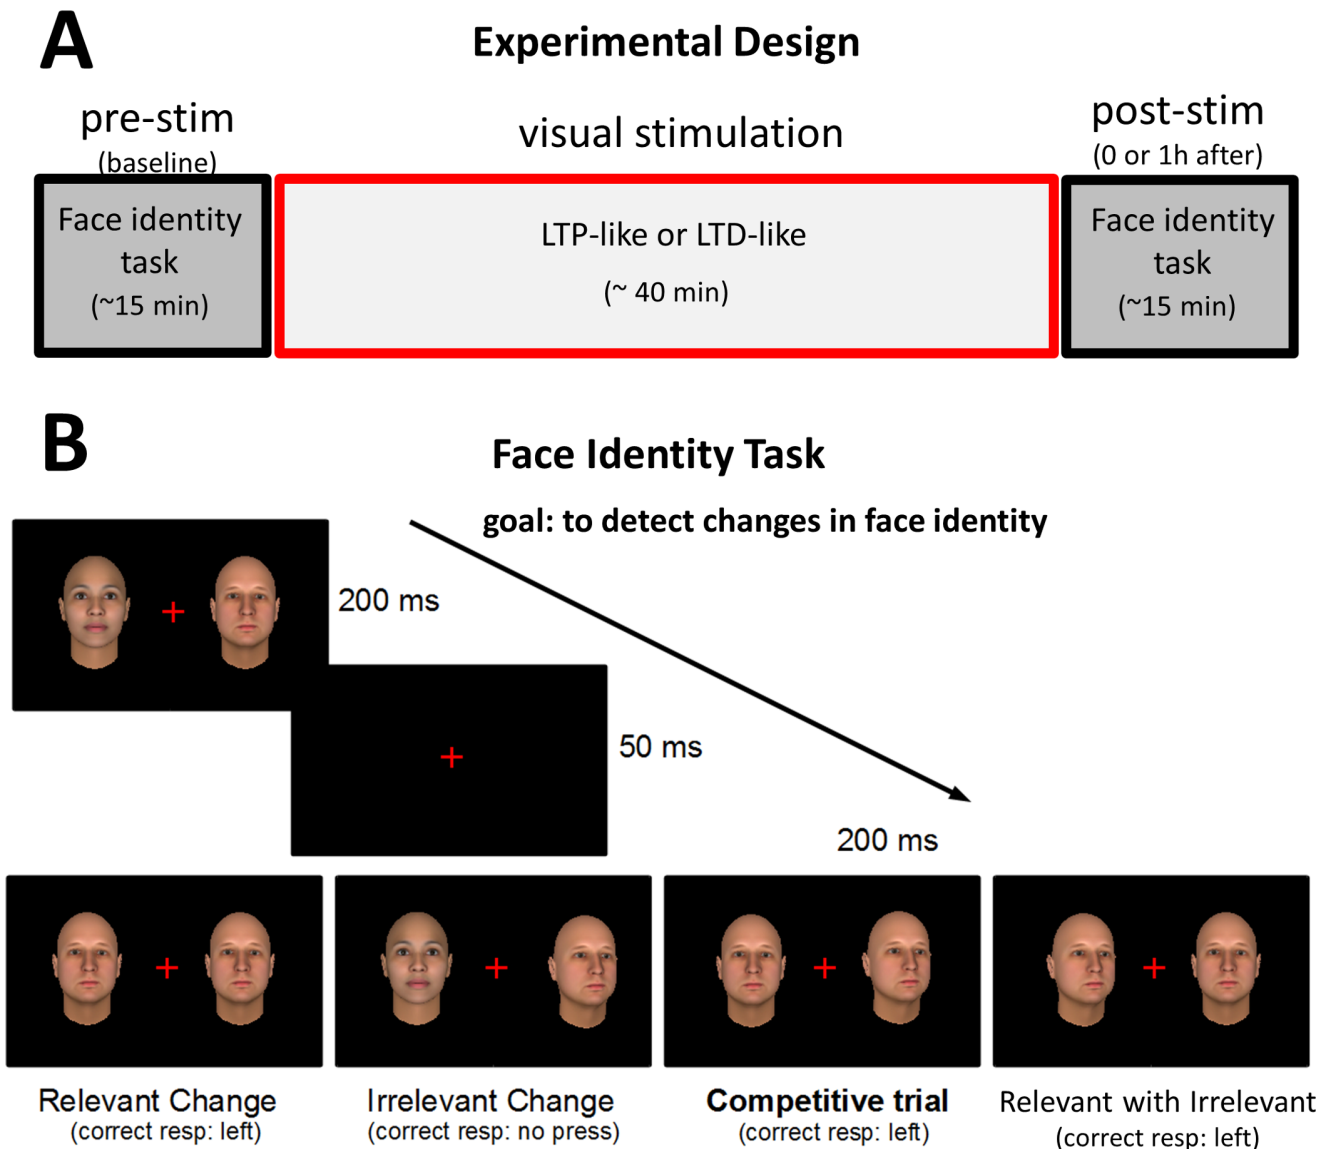 A
Experimental Design
pre-stim
(baseline)
visual stimulation
post-stim
(0 or 1h after)
Face identity
task
(~15 min)
LTP-like or LTD-like
(~ 40 min)
Face identity
task
(~15 min)
B
Face Identity Task
goal: to detect changes in face identity
200 ms
50 ms
200 ms
Relevant Change
(correct resp: left)
Irrelevant Change
(correct resp: no press)
Competitive trial
(correct resp: left)
Relevant with Irrelevant
(correct resp: left)